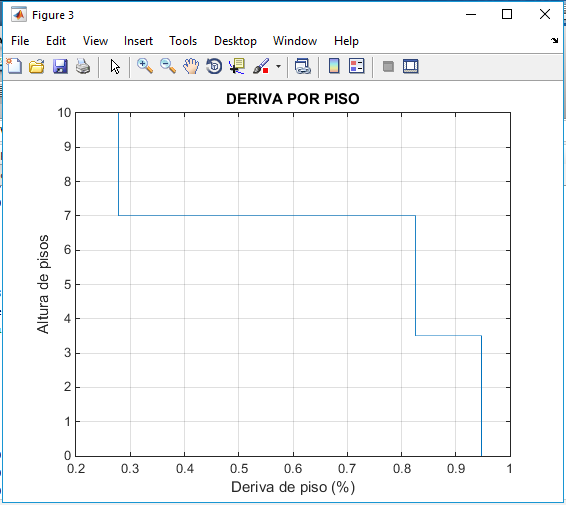 Figure 3
File Edit View Insert Tools Desktop Window Help
DERIVA POR PISO
10
9
8
7
6
5
4
3
2
1
0
Altura de pisos
0.2 0.3 0.4 0.5 0.6 0.7 0.8 0.9 1
Deriva de piso (%)